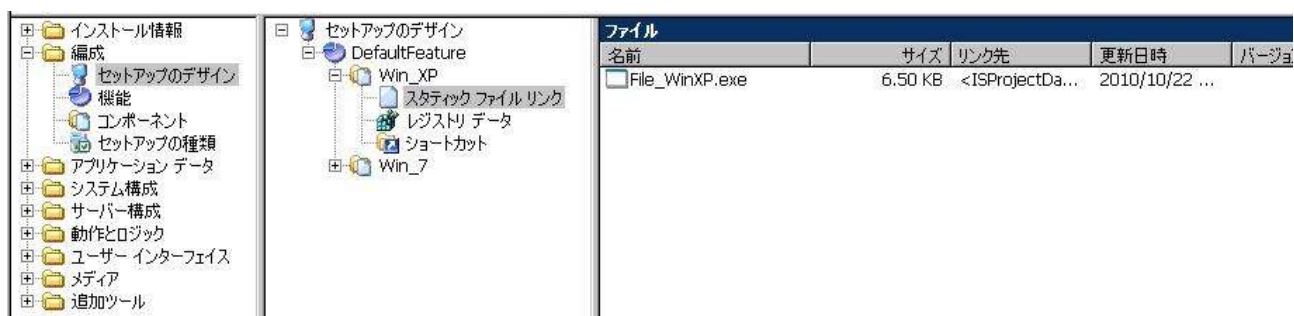 インストール情報
編成
セットアップのデザイン
機能
コンポーネント
セットアップの種類
アプリケーション データ
システム構成
サーバー構成
動作とロジック
ユーザー インターフェイス
メディア
追加ツール
セットアップのデザイン
DefaultFeature
Win_XP
スタティック ファイル リンク
レジストリ データ
ショートカット
Win_7
ファイル
名前 サイズ リンク先 更新日時 バージョ
File_WinXP.exe 6.50 KB <ISProjectDa... 2010/10/22 ...